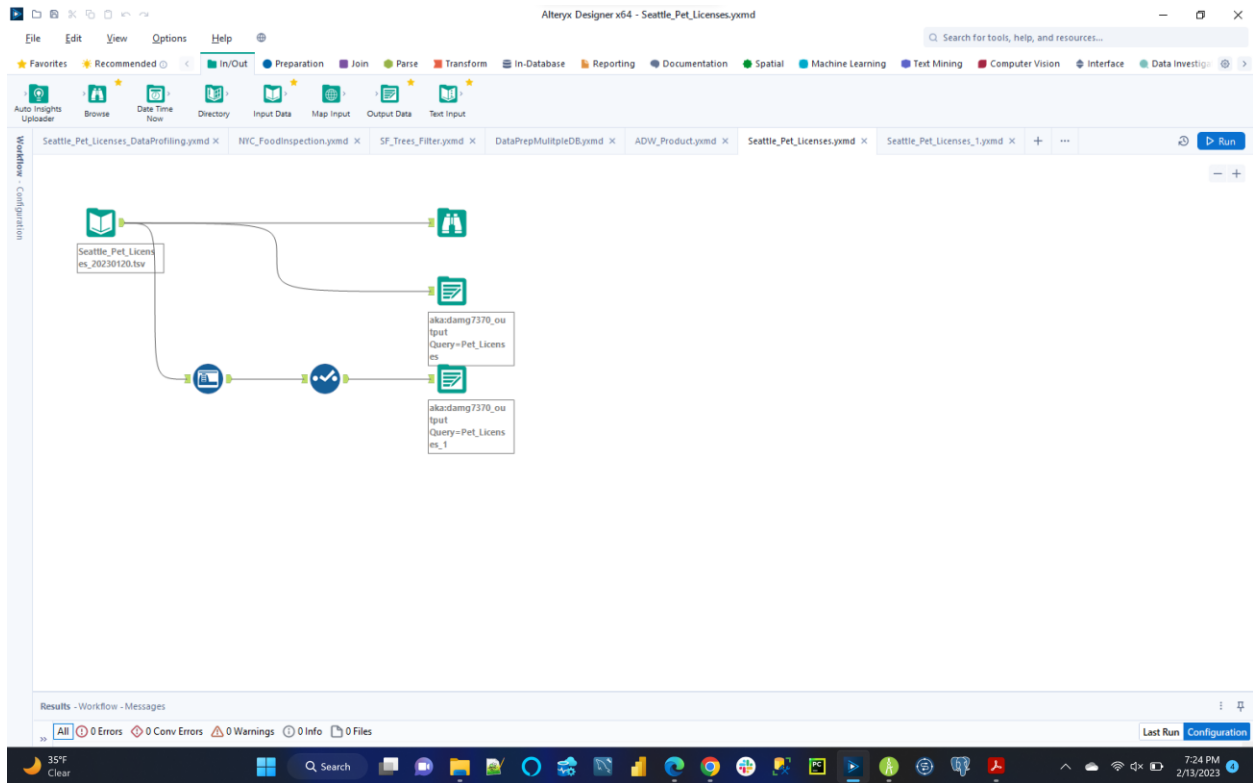 Alteryx Designer x64 - Seattle_Pet_Licenses.yxmd
File Edit View Options Help
Search for tools, help, and resources...
Favorites Recommended In/Out Preparation Join Parse Transform In-Database Reporting Documentation Spatial Machine Learning Text Mining Computer Vision Interface Data Investiga
Auto Insights Uploader
Browse
Date Time Now
Directory
Input Data
Map Input
Output Data
Text Input
Workflow - Configuration
Seattle_Pet_Licenses_DataProfiling.yxmd NYC_FoodInspection.yxmd SF_Trees_Filter.yxmd DataPrepMulitpleDB.yxmd ADW_Product.yxmd Seattle_Pet_Licenses.yxmd Seattle_Pet_Licenses_1.yxmd
Run
Seattle_Pet_Licens
es_20230120.tsv
aka:damg7370_ou
tput
Query=Pet_Licens
es
aka:damg7370_ou
tput
Query=Pet_Licens
es_1
Results - Workflow - Messages
All 0 Errors 0 Conv Errors 0 Warnings 0 Info 0 Files
Last Run Configuration
35°F
Clear
Search
PC
7:24 PM
2/13/2023
4